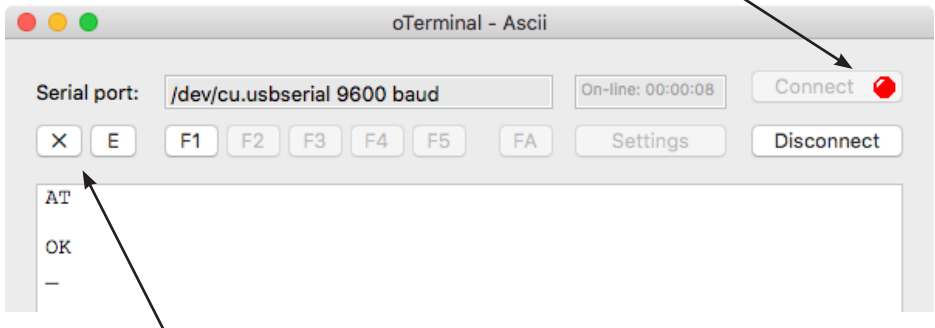 oTerminal - Ascii
Serial port: /dev/cu.usbserial 9600 baud On-line: 00:00:08 Connect
X E F1 F2 F3 F4 F5 FA Settings Disconnect
AT
OK
_